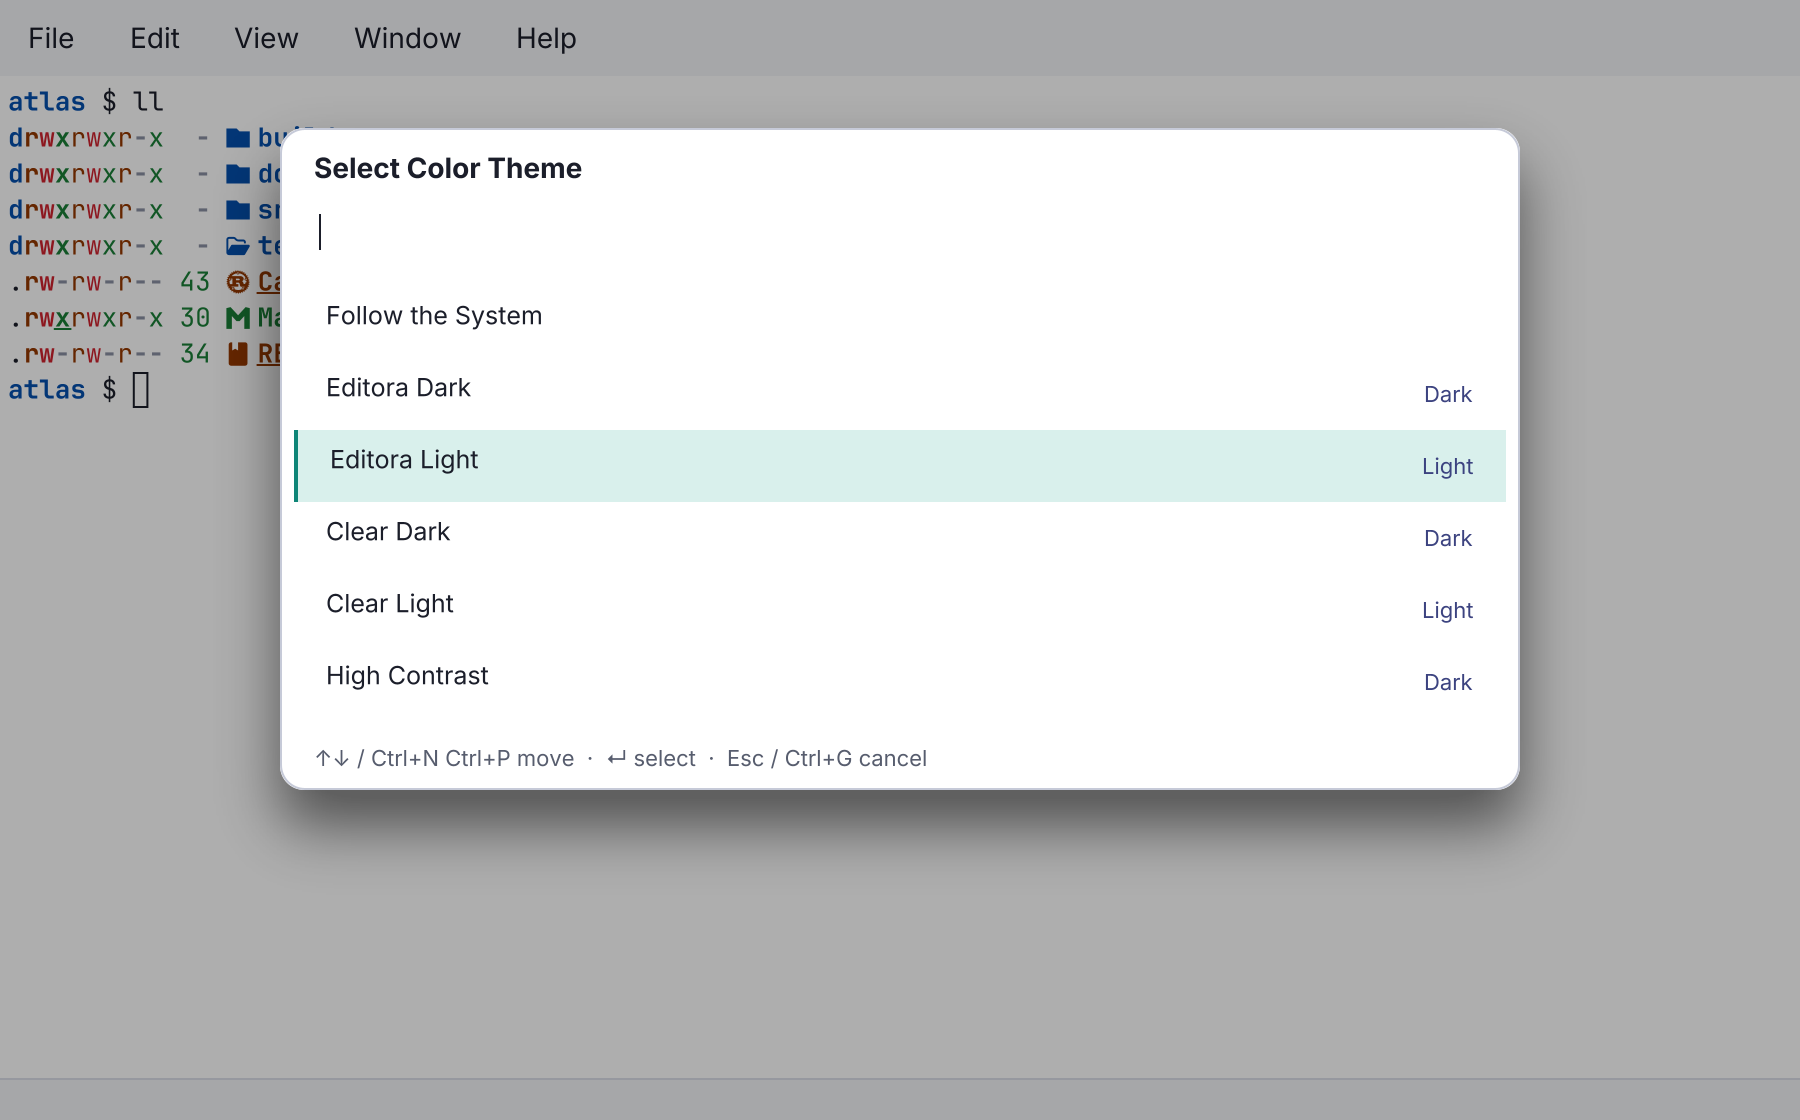 File Edit View Window Help
atlas $ ll
drwxrwxr-x -
drwxrwxr-x -
drwxrwxr-x -
drwxrwxr-x -
.rw-rw-r-- 43
.rwxrwxr-x 30
.rw-rw-r-- 34
atlas $
Select Color Theme
Follow the System
Editora Dark Dark
Editora Light Light
Clear Dark Dark
Clear Light Light
High Contrast Dark
↑↓ / Ctrl+N Ctrl+P move · ↵ select · Esc / Ctrl+G cancel